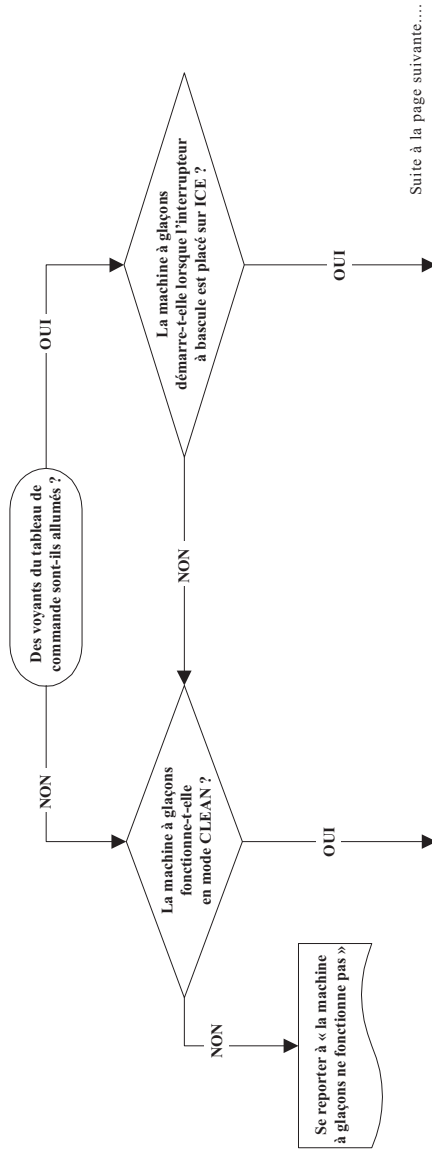 Des voyants du tableau de
commande sont-ils allumés ?
NON
OUI
La machine à glaçons
fonctionne-t-elle
en mode CLEAN ?
NON
La machine à glaçons
démarre-t-elle lorsque l'interrupteur
à bascule est placé sur ICE ?
NON
OUI
OUI
Se reporter à « la machine
à glaçons ne fonctionne pas »
Suite à la page suivante....